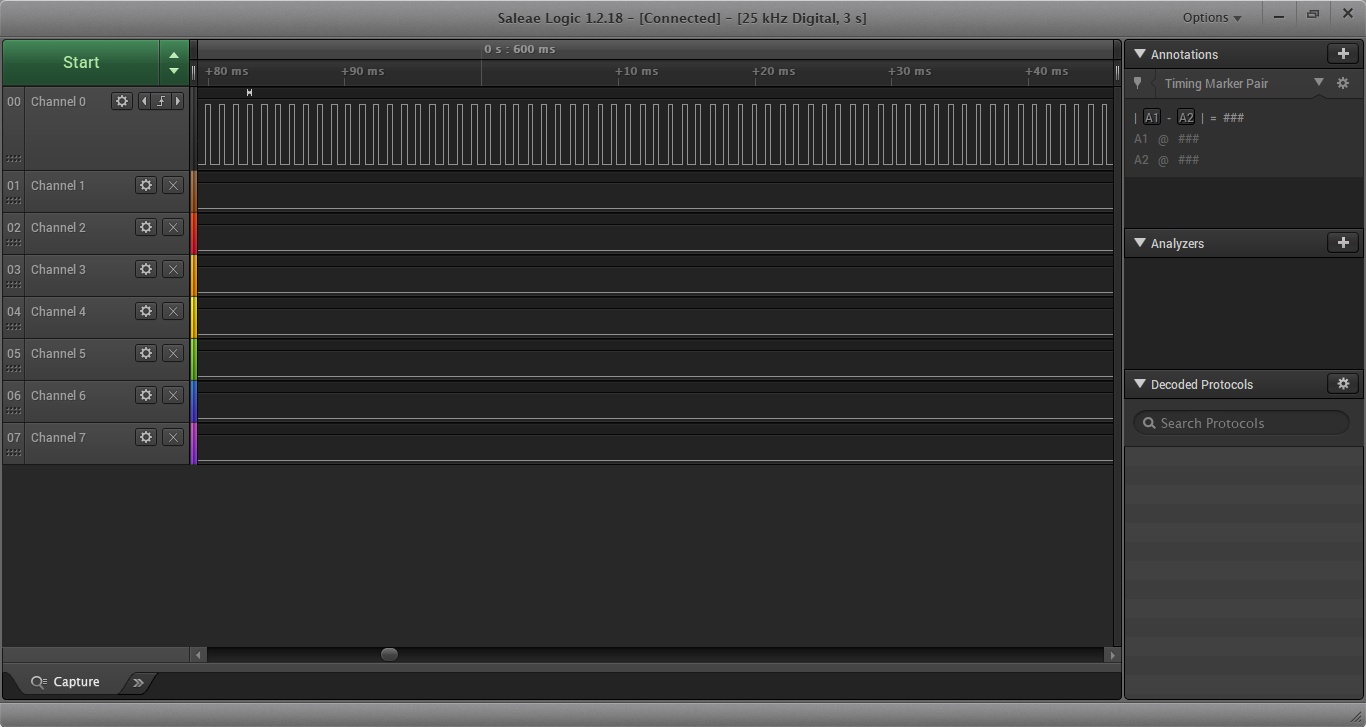 Saleae Logic 1.2.18 - [Connected] - [25 kHz Digital, 3 s]
Options
Start
0 s : 600 ms
+80 ms +90 ms +10 ms +20 ms +30 ms +40 ms
00 Channel 0
01 Channel 1
02 Channel 2
03 Channel 3
04 Channel 4
05 Channel 5
06 Channel 6
07 Channel 7
Annotations
Timing Marker Pair
| A1 - A2 | = ###
A1 @ ###
A2 @ ###
Analyzers
Decoded Protocols
Search Protocols
Capture